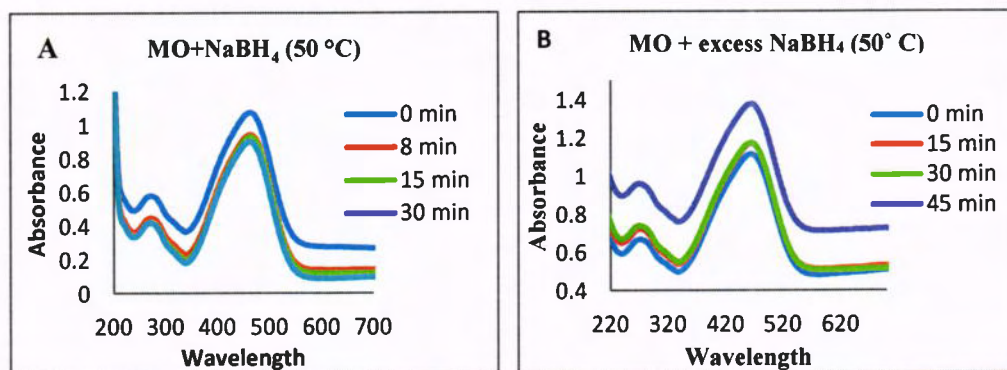 A
MO+NaBH₄ (50 °C)
Absorbance
1.2
1
0.8
0.6
0.4
0.2
0
200 300 400 500 600 700
Wavelength
0 min
8 min
15 min
30 min
B
MO + excess NaBH₄ (50° C)
Absorbance
1.4
1.2
1
0.8
0.6
0.4
220 320 420 520 620
Wavelength
0 min
15 min
30 min
45 min